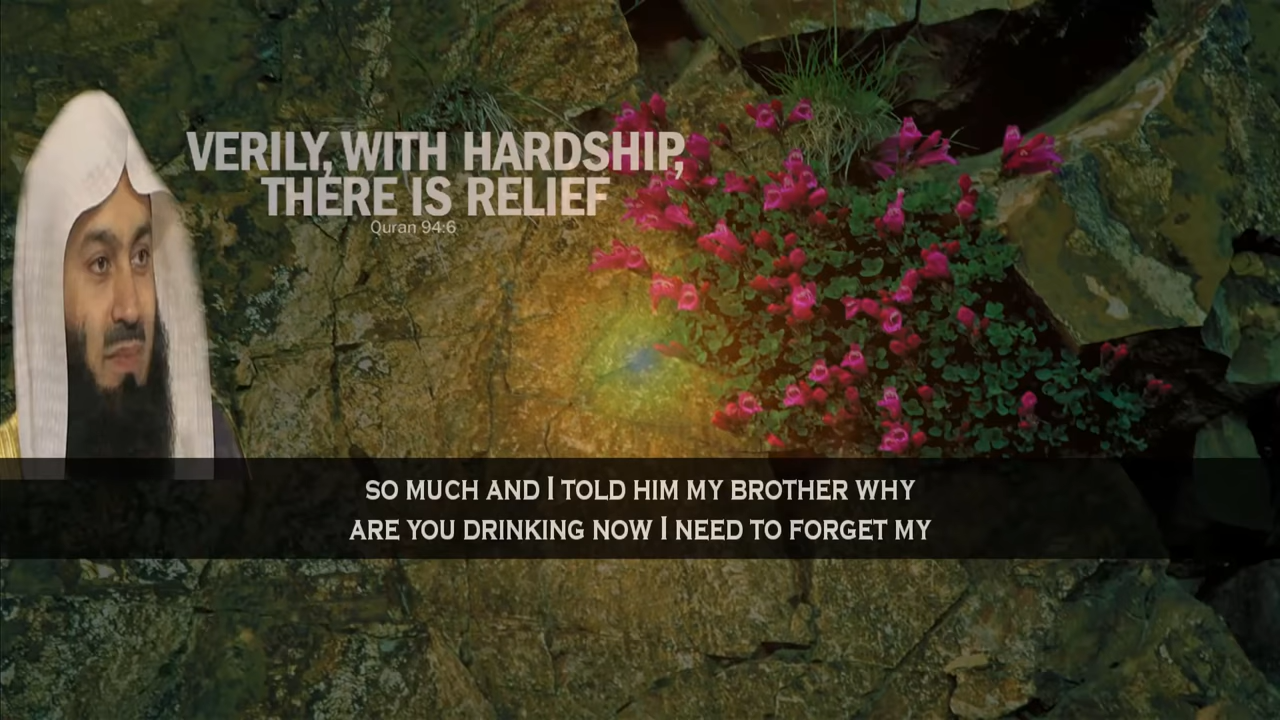 VERILY, WITH HARDSHIP,
THERE IS RELIEF
Quran 94:6
SO MUCH AND I TOLD HIM MY BROTHER WHY
ARE YOU DRINKING NOW I NEED TO FORGET MY